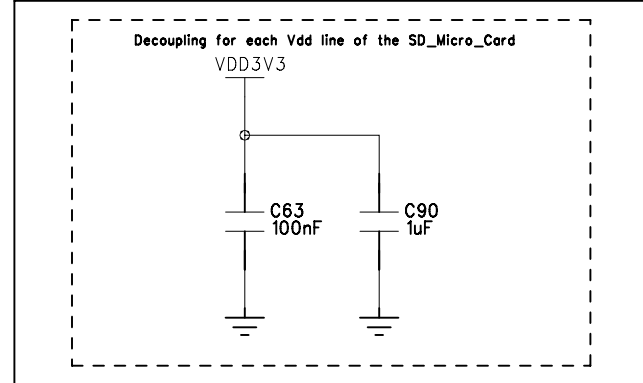 Decoupling for each Vdd line of the SD_Micro_Card
VDD3V3
C63
100nF
C90
1uF